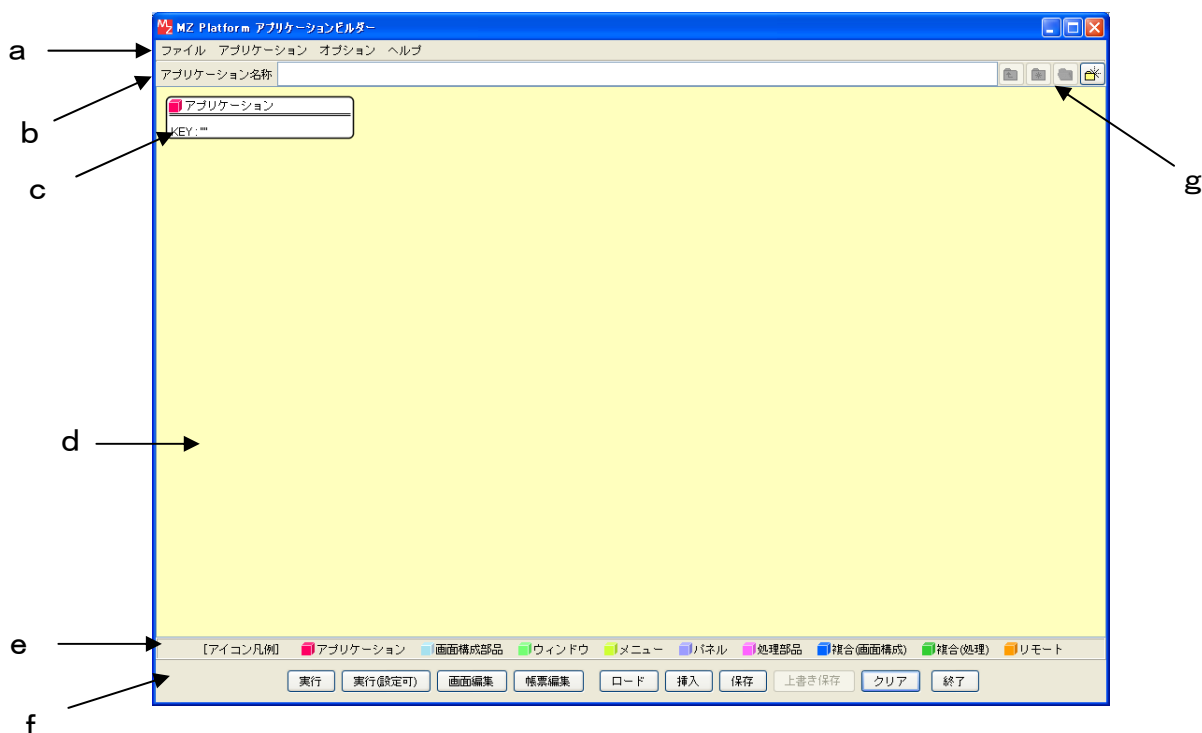 MZ Platform アプリケーションビルダー
a
ファイル アプリケーション オプション ヘルプ
b
アプリケーション名称
c
アプリケーション
KEY : ""
g
d
e
[アイコン凡例] アプリケーション 画面構成部品 ウィンドウ メニュー パネル 処理部品 複合(画面構成) 複合(処理) リモート
f
実行 実行(設定可) 画面編集 帳票編集 ロード 挿入 保存 上書き保存 クリア 終了